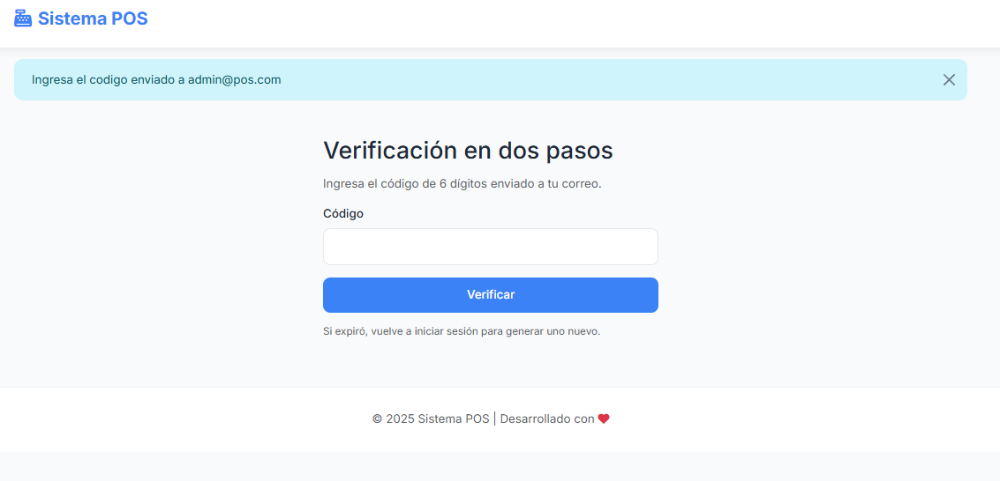 Sistema POS
Ingresa el codigo enviado a admin@pos.com
Verificación en dos pasos
Ingresa el código de 6 dígitos enviado a tu correo.
Código
Verificar
Si expiró, vuelve a iniciar sesión para generar uno nuevo.
© 2025 Sistema POS | Desarrollado con